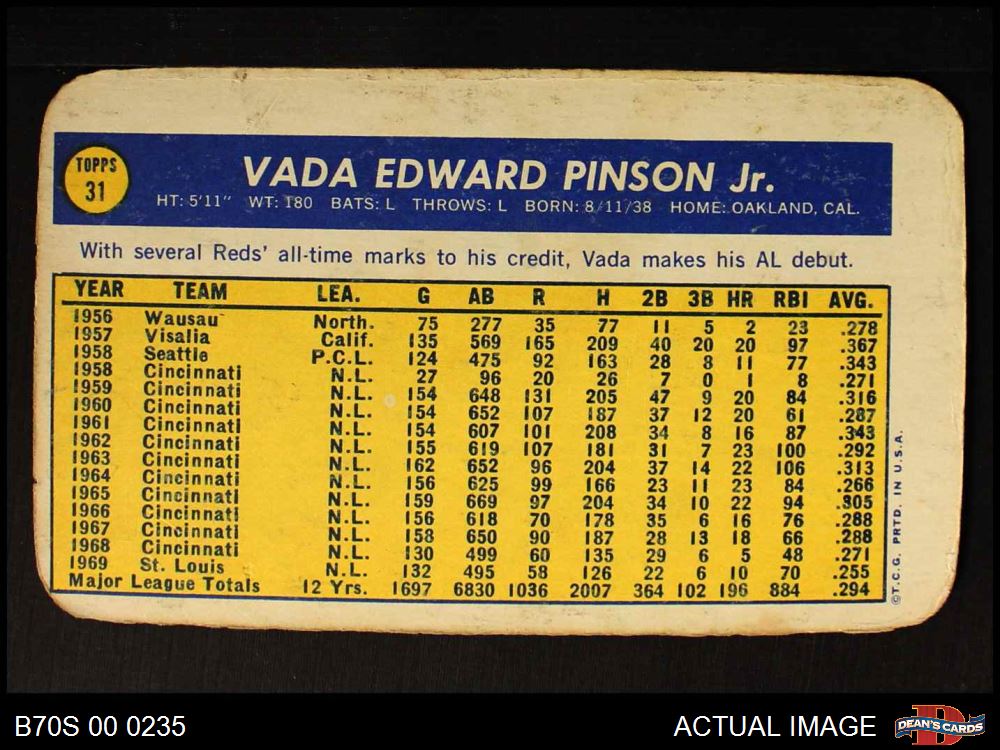 TOPPS
31
VADA EDWARD PINSON Jr.
HT: 5'11" WT: 180 BATS: L THROWS: L BORN: 8/11/38 HOME: OAKLAND, CAL.
With several Reds' all-time marks to his credit, Vada makes his AL debut.
YEAR TEAM LEA. G AB R H 2B 3B HR RBI AVG.
1956 Wausau North. 75 277 35 77 11 5 2 23 .278
1957 Visalia Calif. 135 569 165 209 40 20 20 97 .367
1958 Seattle P.C.L. 124 475 92 163 28 8 11 77 .343
1958 Cincinnati N.L. 27 96 20 26 7 0 1 8 .271
1959 Cincinnati N.L. 154 648 131 205 47 9 20 84 .316
1960 Cincinnati N.L. 154 652 107 187 37 12 20 61 .287
1961 Cincinnati N.L. 154 607 101 208 34 8 16 87 .343
1962 Cincinnati N.L. 155 619 107 181 31 7 23 100 .292
1963 Cincinnati N.L. 162 652 96 204 37 14 22 106 .313
1964 Cincinnati N.L. 156 625 99 166 23 11 23 84 .266
1965 Cincinnati N.L. 159 669 97 204 34 10 22 94 .305
1966 Cincinnati N.L. 156 618 70 178 35 6 16 76 .288
1967 Cincinnati N.L. 158 650 90 187 28 13 18 66 .288
1968 Cincinnati N.L. 130 499 60 135 29 6 5 48 .271
1969 St. Louis N.L. 132 495 58 126 22 6 10 70 .255
Major League Totals 12 Yrs. 1697 6830 1036 2007 364 102 196 884 .294
©T.C.G. PRTD. IN U.S.A.
B70S 00 0235
ACTUAL IMAGE
DEAN'S CARDS